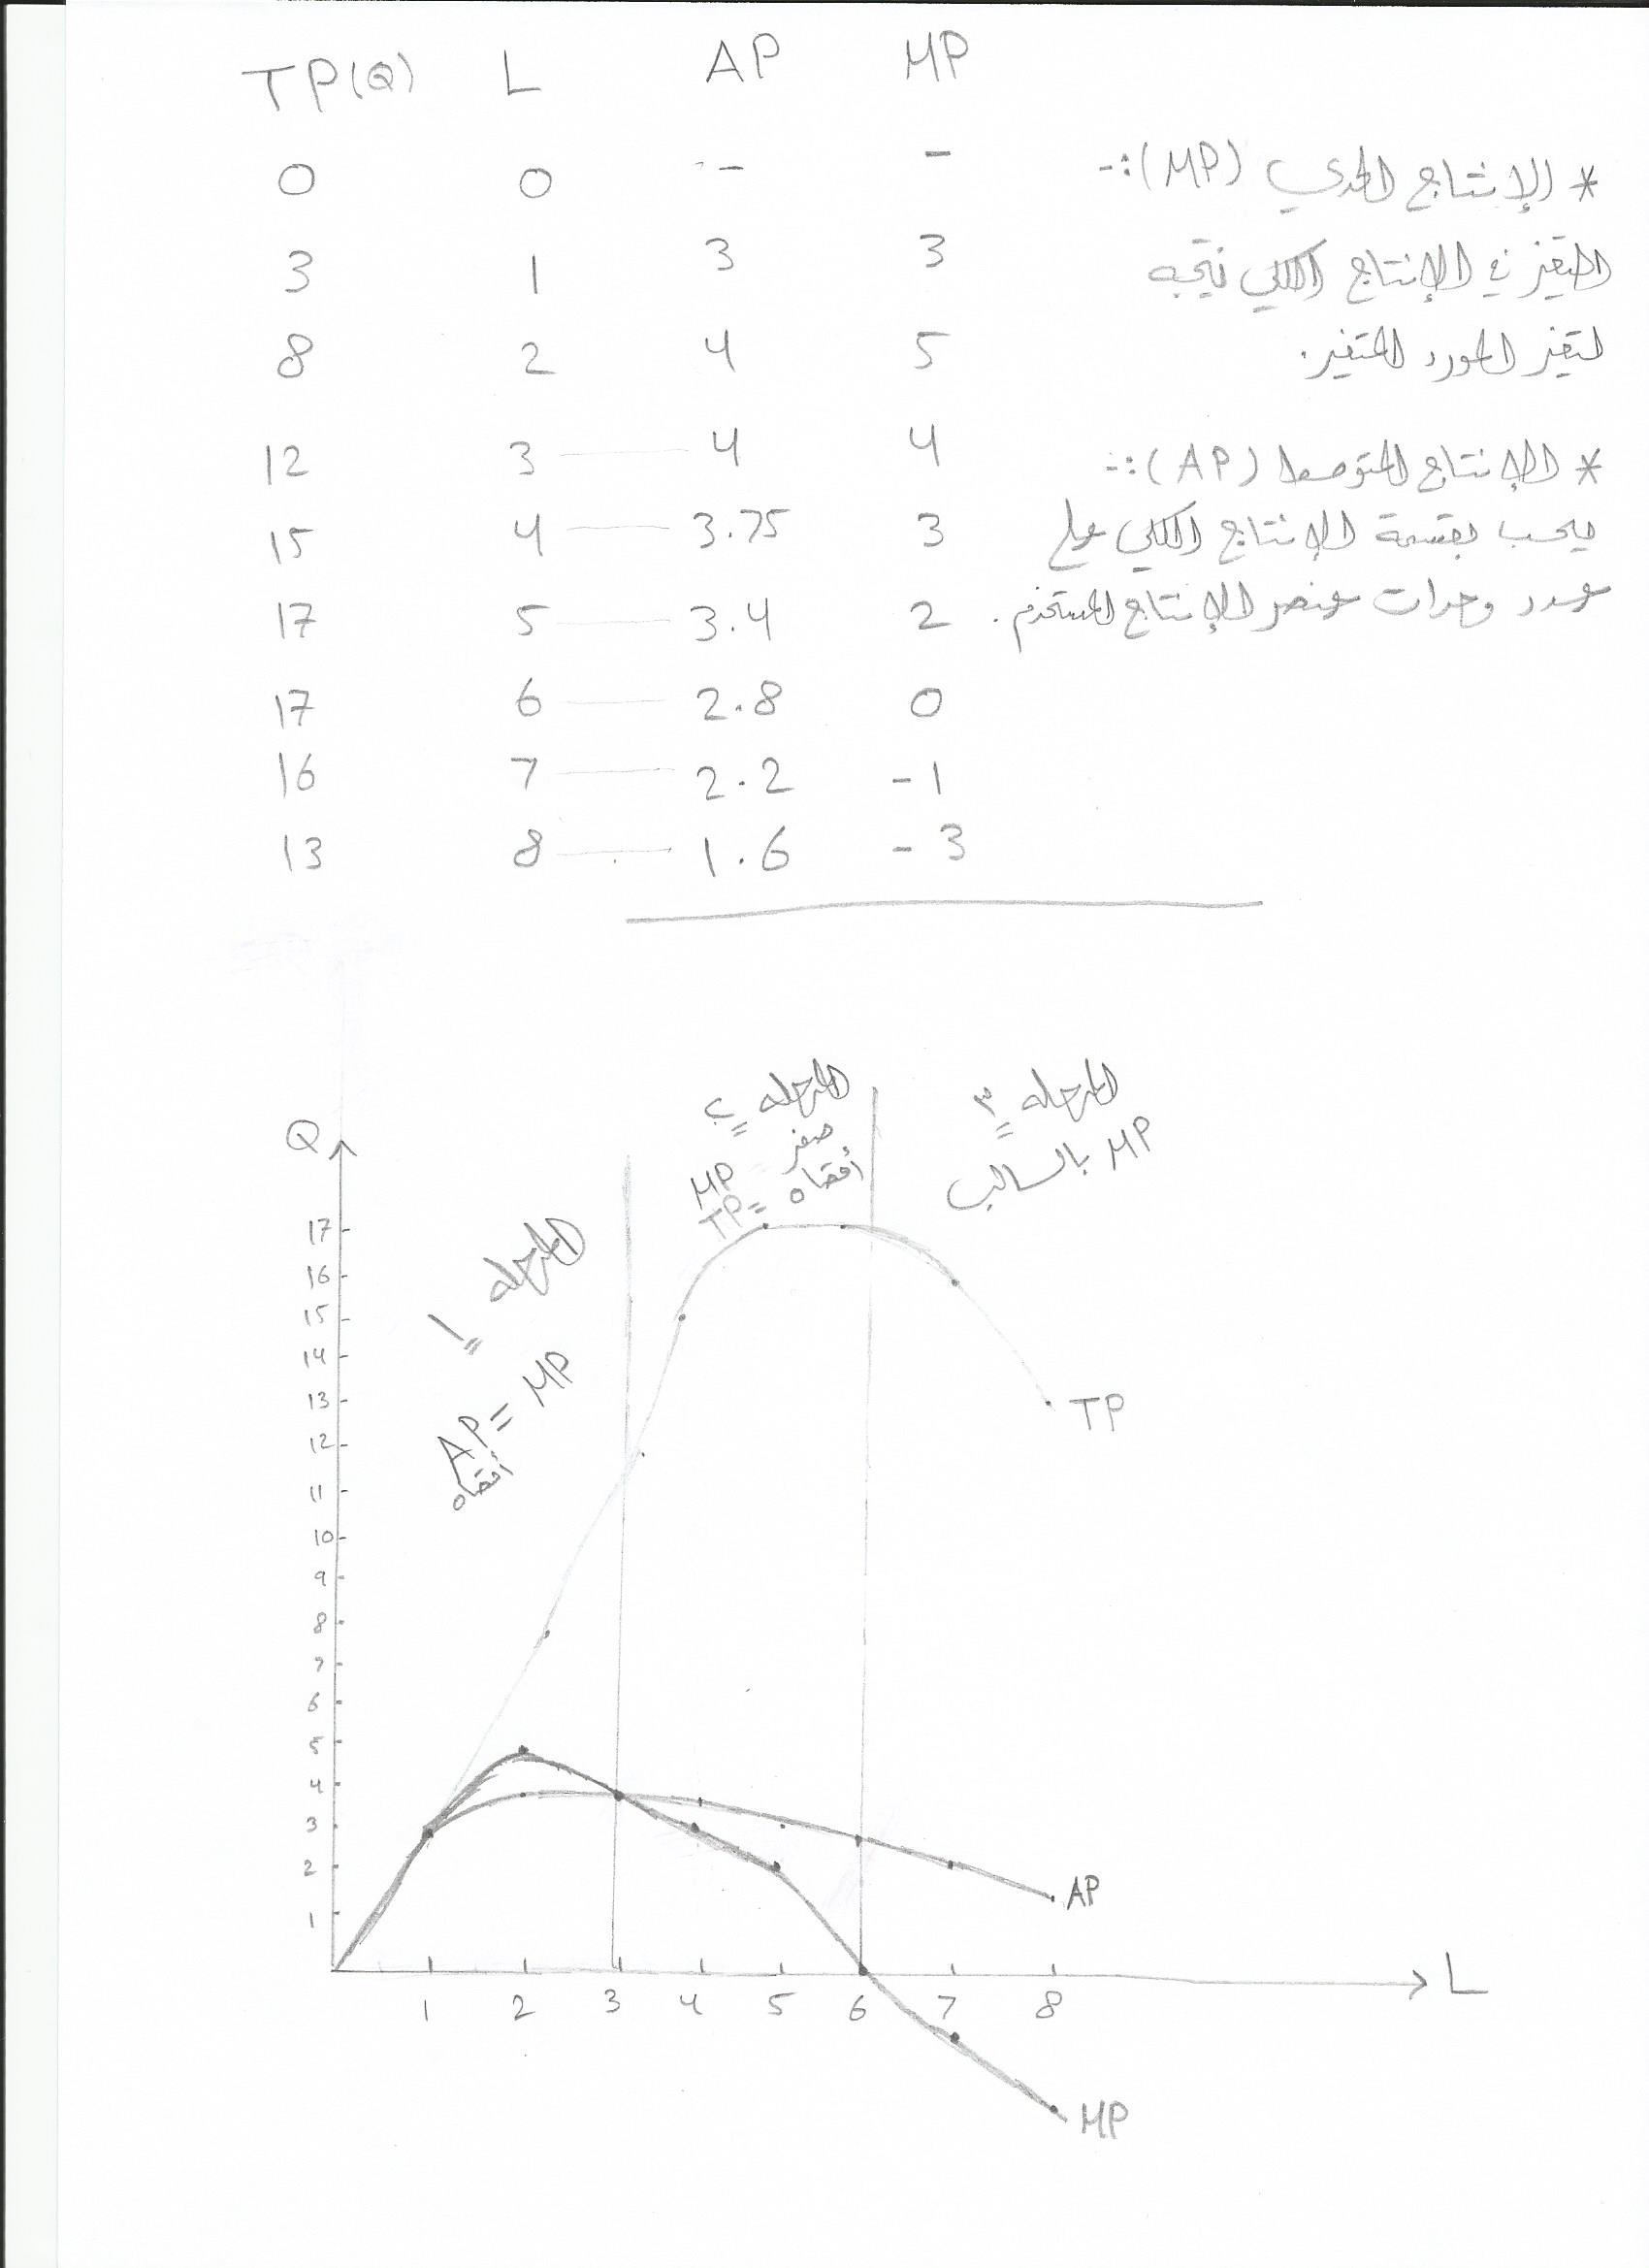 TP(Q) L AP MP
0 0 - -
3 1 3 3
8 2 4 5
12 3 4 4
15 4 3.75 3
17 5 3.4 2
17 6 2.8 0
16 7 2.2 -1
13 8 1.6 -3
* الإنتاج الحدي (MP):-
التغير في الإنتاج الكلي نتيجه
لتغير المورد المتغير.
* الإنتاج المتوسط (AP):-
يحسب بقسمة الإنتاج الكلي على
عدد وحدات عنصر الإنتاج المستخدم.
المرحله ١
AP = MP
أقصاه
المرحله ٢
MP صفر
TP = أقصاه
المرحله ٣
MP بالسالب
Q
17
16
15
14
13
12
11
10
9
8
7
6
5
4
3
2
1
TP
AP
MP
1 2 3 4 5 6 7 8
L